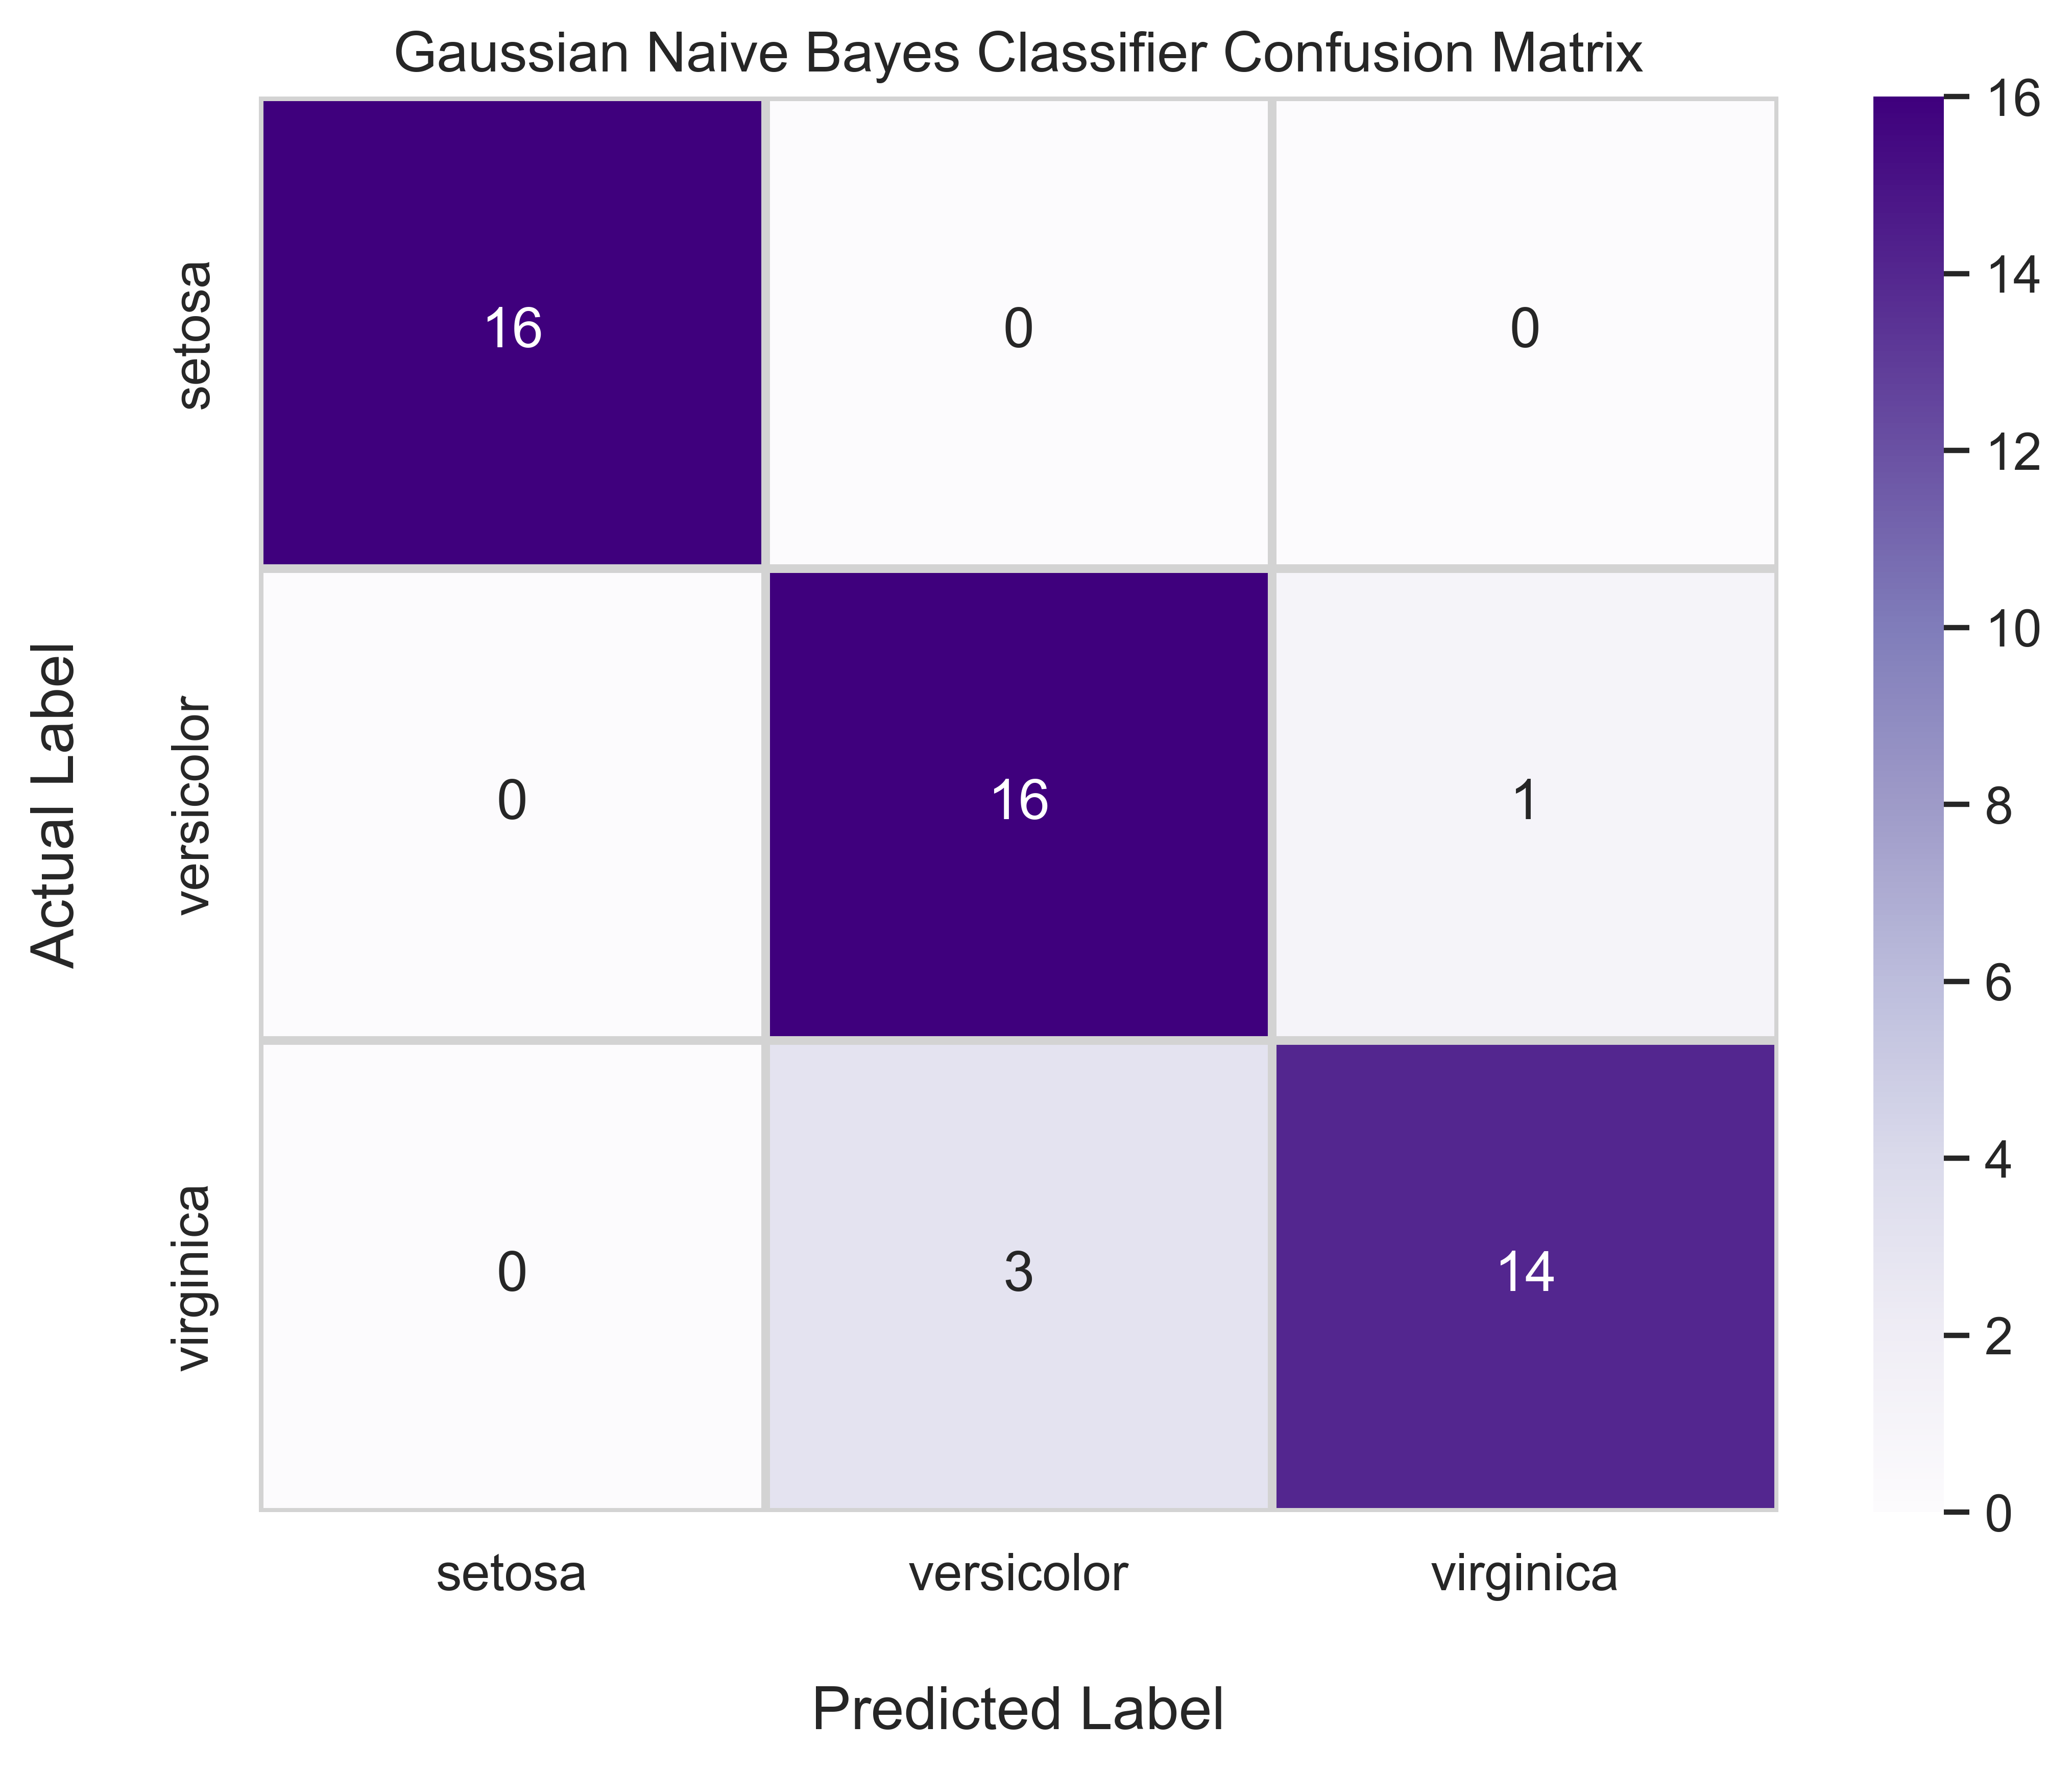 Gaussian Naive Bayes Classifier Confusion Matrix
16
14
12
10
8
6
4
2
0
Actual Label
setosa
versicolor
virginica
16 0 0
0 16 1
0 3 14
setosa versicolor virginica
Predicted Label